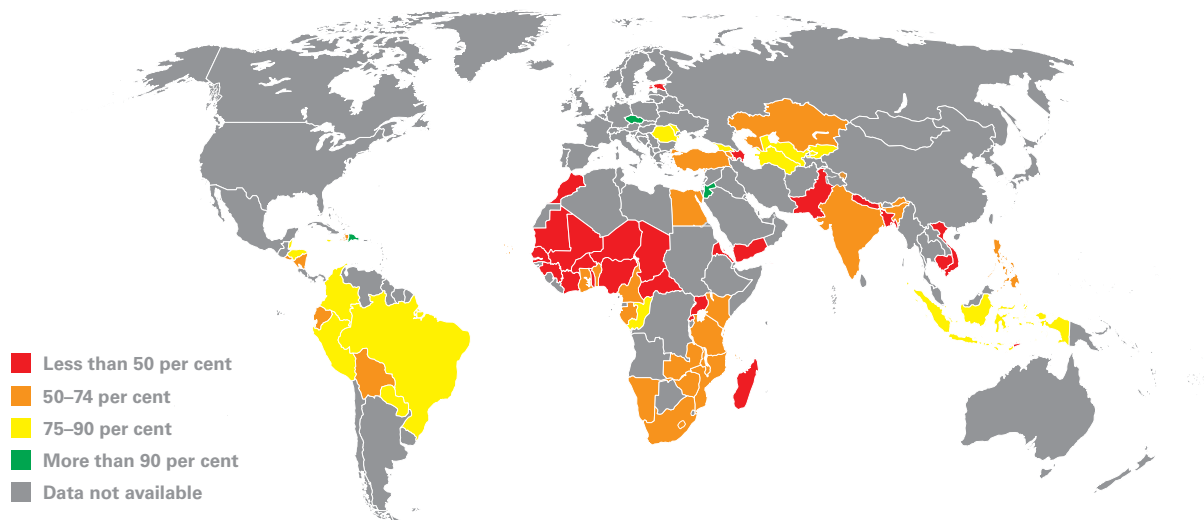 Less than 50 per cent
50–74 per cent
75–90 per cent
More than 90 per cent
Data not available